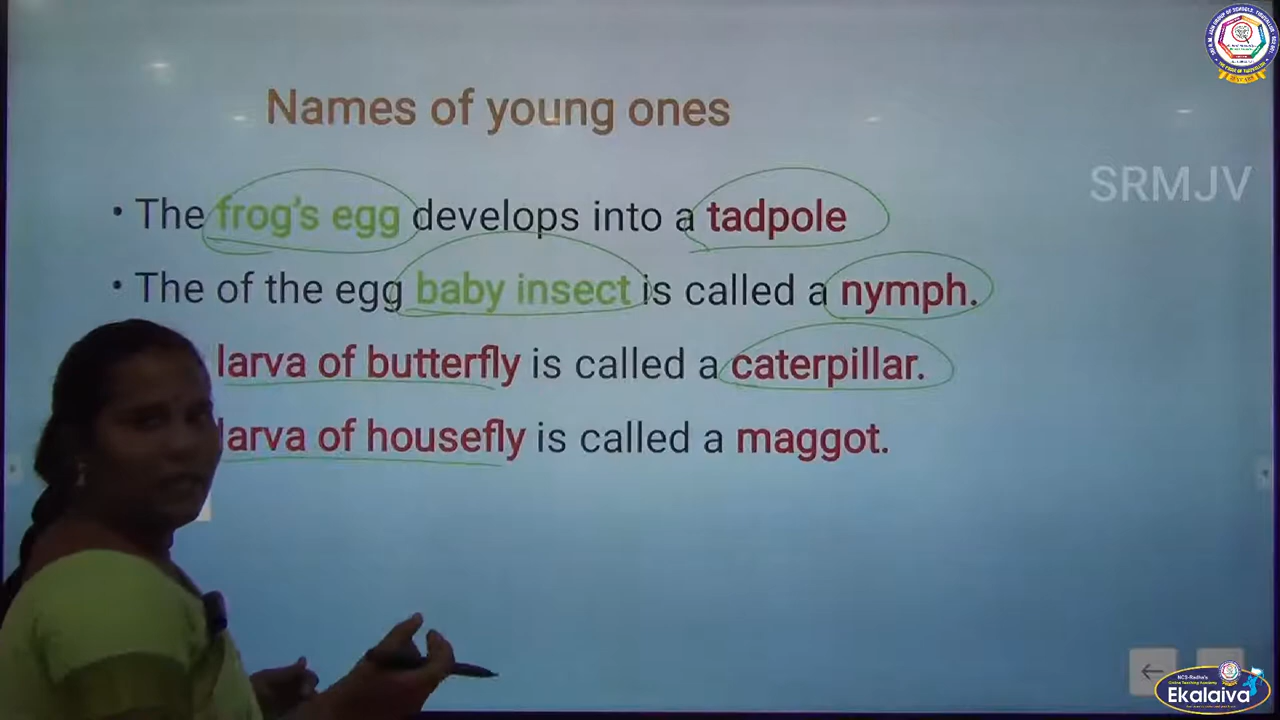 Names of young ones
SRMJV
• The frog's egg develops into a tadpole
• The of the egg baby insect is called a nymph.
larva of butterfly is called a caterpillar.
larva of housefly is called a maggot.
Ekalaiva